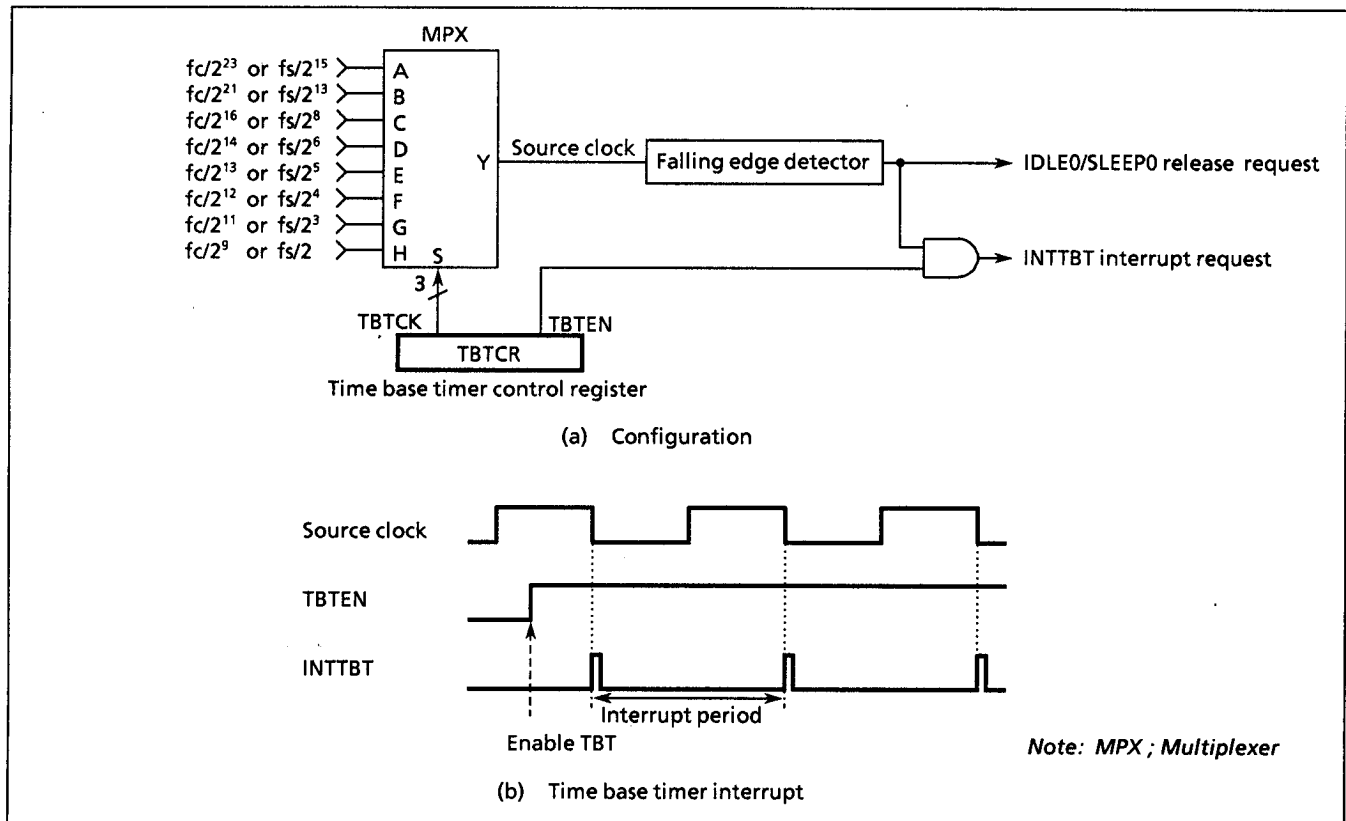 MPX
fc/2²³ or fs/2¹⁵ A
fc/2²¹ or fs/2¹³ B
fc/2¹⁶ or fs/2⁸ C
fc/2¹⁴ or fs/2⁶ D
fc/2¹³ or fs/2⁵ E
fc/2¹² or fs/2⁴ F
fc/2¹¹ or fs/2³ G
fc/2⁹ or fs/2 H
S
Y
Source clock
Falling edge detector
IDLE0/SLEEP0 release request
INTTBT interrupt request
3
TBTCK
TBTEN
TBTCR
Time base timer control register
(a) Configuration
Source clock
TBTEN
INTTBT
Interrupt period
Enable TBT
Note: MPX ; Multiplexer
(b) Time base timer interrupt